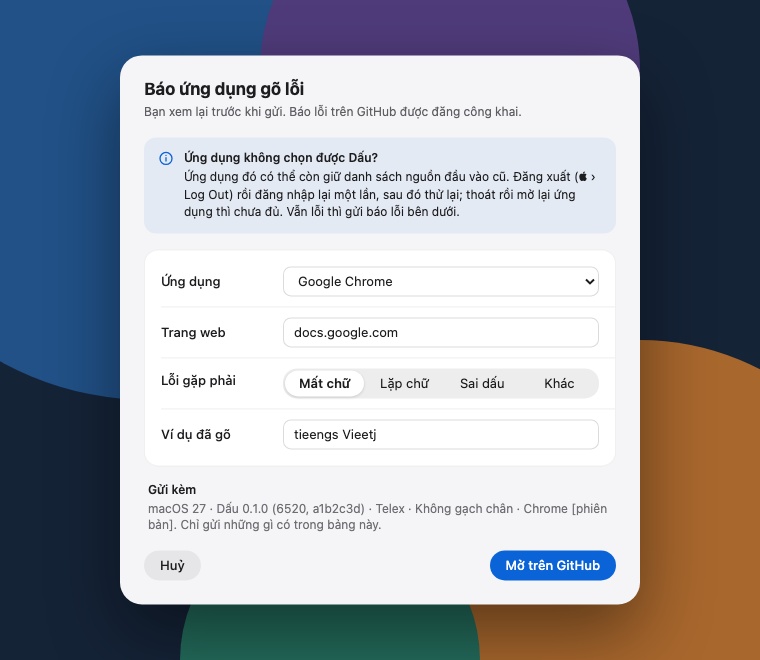 Báo ứng dụng gõ lỗi
Bạn xem lại trước khi gửi. Báo lỗi trên GitHub được đăng công khai.
Ứng dụng không chọn được Dấu?
Ứng dụng đó có thể còn giữ danh sách nguồn đầu vào cũ. Đăng xuất ( ›
Log Out) rồi đăng nhập lại một lần, sau đó thử lại; thoát rồi mở lại ứng
dụng thì chưa đủ. Vẫn lỗi thì gửi báo lỗi bên dưới.
Ứng dụng
Google Chrome
Trang web
docs.google.com
Lỗi gặp phải
Mất chữ Lặp chữ Sai dấu Khác
Ví dụ đã gõ
tieengs Vieetj
Gửi kèm
macOS 27 · Dấu 0.1.0 (6520, a1b2c3d) · Telex · Không gạch chân · Chrome [phiên
bản]. Chỉ gửi những gì có trong bảng này.
Huỷ
Mở trên GitHub